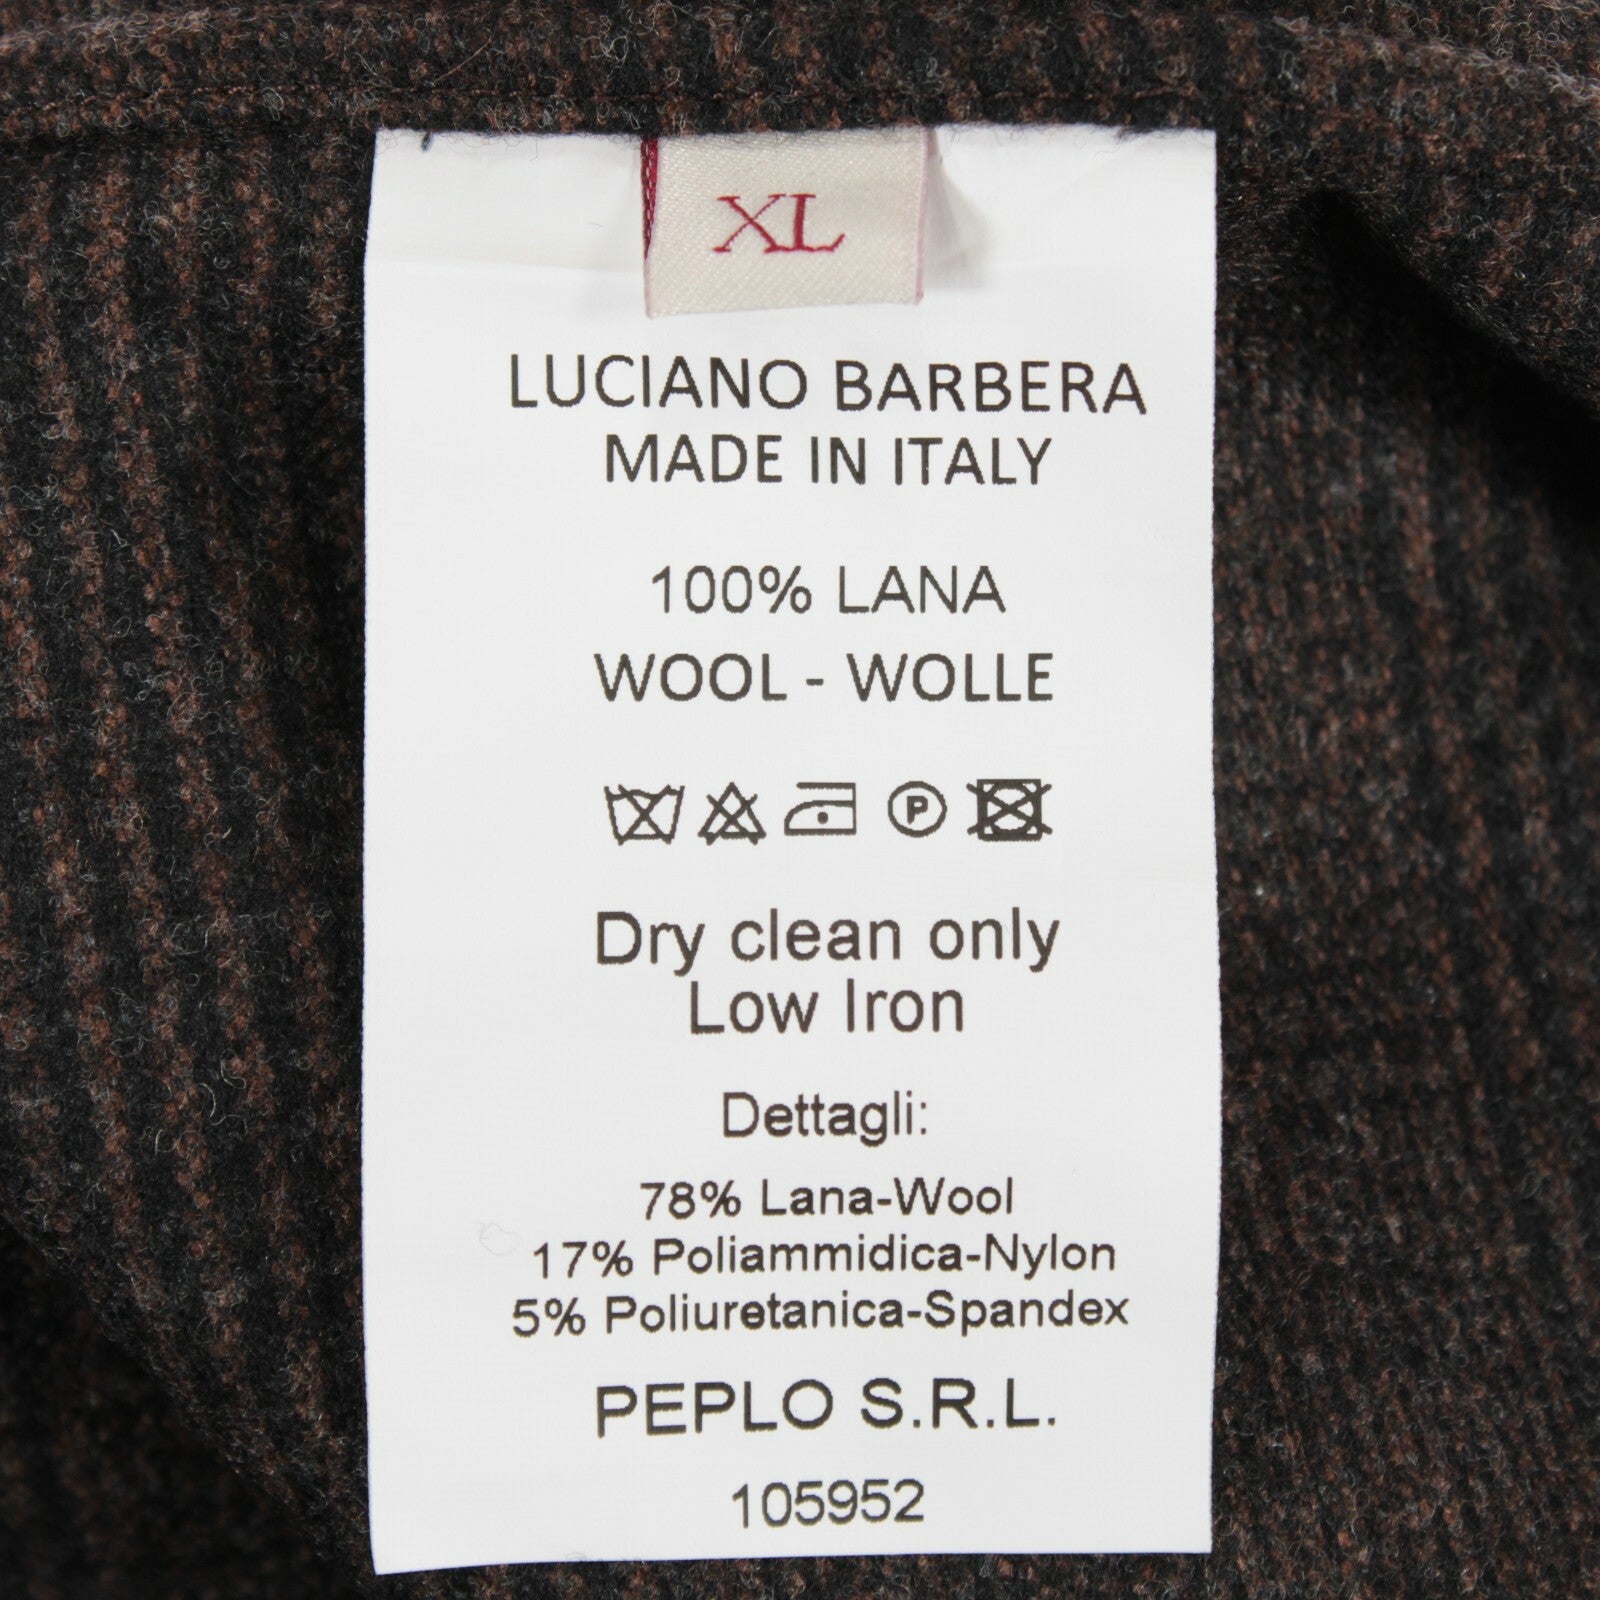 XL
LUCIANO BARBERA
MADE IN ITALY
100% LANA
WOOL - WOLLE
P
Dry clean only
Low Iron
Dettagli:
78% Lana-Wool
17% Poliammidica-Nylon
5% Poliuretanica-Spandex
PEPLO S.R.L.
105952